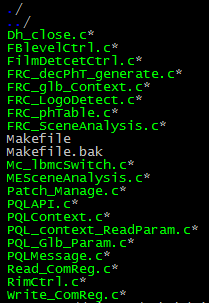 ./
../
Dh_close.c*
FBlevelCtrl.c*
FilmDetcetCtrl.c*
FRC_decPhT_generate.c*
FRC_glb_Context.c*
FRC_LogoDetect.c*
FRC_phTable.c*
FRC_SceneAnalysis.c*
Makefile
Makefile.bak
Mc_lbmcSwitch.c*
MESceneAnalysis.c*
Patch_Manage.c*
PQLAPI.c*
PQLContext.c*
PQL_context_ReadParam.c*
PQL_Glb_Param.c*
PQLMessage.c*
Read_ComReg.c*
RimCtrl.c*
Write_ComReg.c*